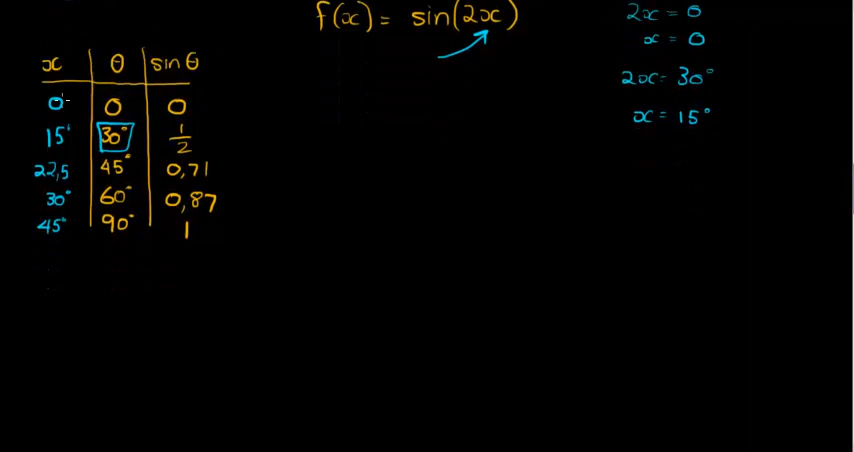 f(x) = sin(2x)
2x = 0
x = 0
2x = 30°
x = 15°
x θ sin θ
0° 0 0
15° 30° 1/2
22,5 45° 0,71
30° 60° 0,87
45° 90° 1